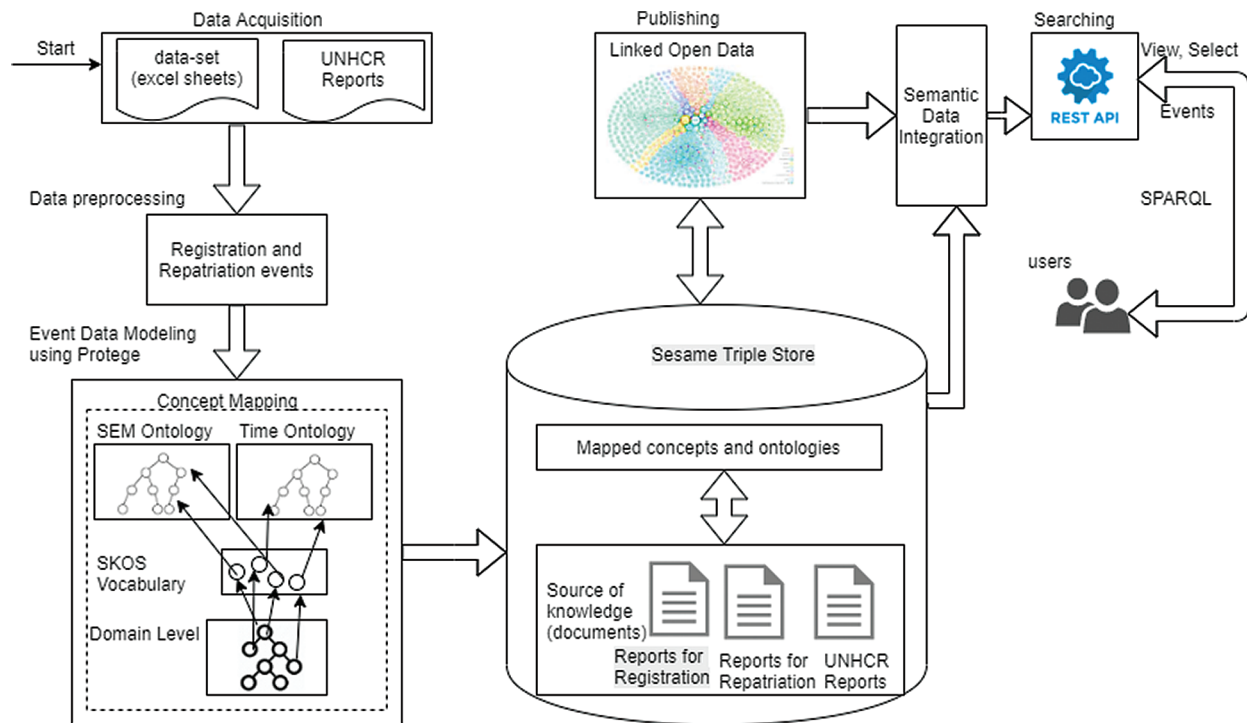 Data Acquisition
Start
data-set
(excel sheets)
UNHCR
Reports
Data preprocessing
Registration and
Repatriation events
Event Data Modeling
using Protege
Concept Mapping
SEM Ontology
Time Ontology
SKOS
Vocabulary
Domain Level
Publishing
Linked Open Data
Semantic
Data
Integration
Searching
REST API
View, Select
Events
SPARQL
users
Sesame Triple Store
Mapped concepts and ontologies
Source of
knowledge
(documents)
Reports for
Registration
Reports for
Repatriation
UNHCR
Reports